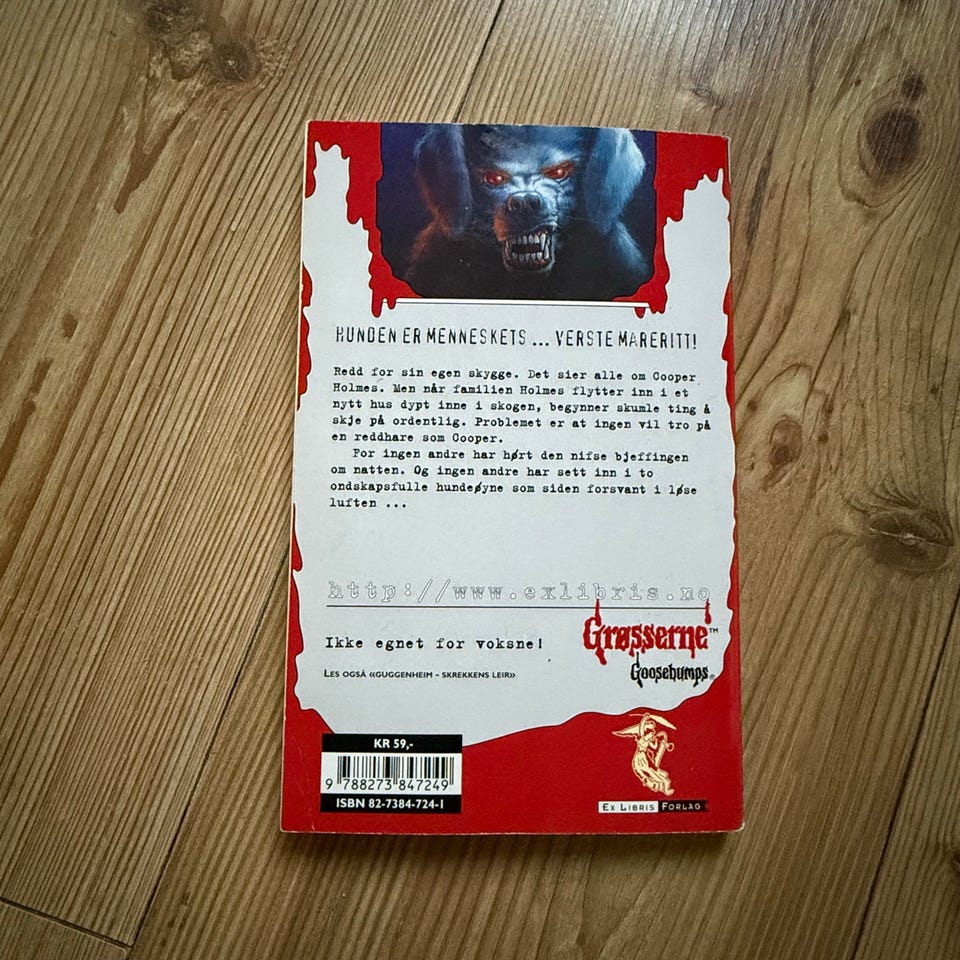 HUNDEN ER MENNESKETS ... VERSTE MARERITT!
Redd for sin egen skygge. Det sier alle om Cooper
Holmes. Men når familien Holmes flytter inn i et
nytt hus dypt inne i skogen, begynner skumle ting å
skje på ordentlig. Problemet er at ingen vil tro på
en reddhare som Cooper.
For ingen andre har hørt den nifse bjeffingen
om natten. Og ingen andre har sett inn i to
ondskapsfulle hundeøyne som siden forsvant i løse
luften ...
http://www.exlibris.no
Ikke egnet for voksne!
Grøsserne™
Goosebumps®
LES OGSÅ «GUGGENHEIM – SKREKKENS LEIR»
KR 59,-
9 788273 847249
ISBN 82-7384-724-1
EX LIBRIS FORLAG